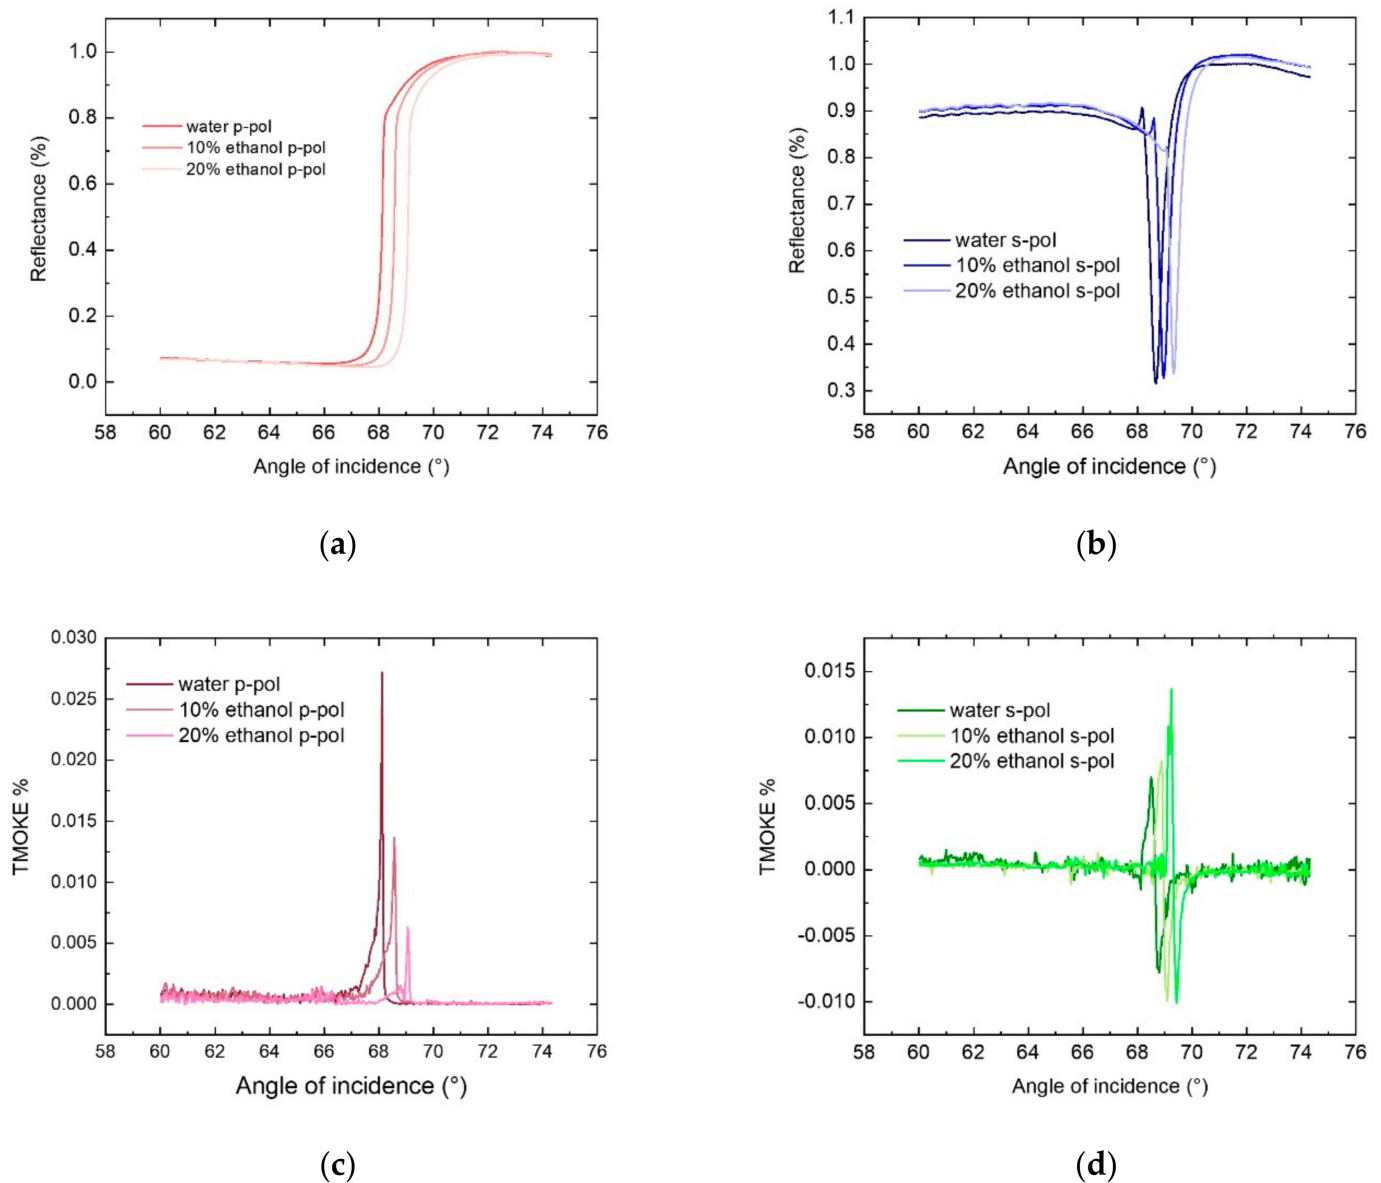 1.0
0.8
0.6
0.4
0.2
0.0
Reflectance (%)
water p-pol
10% ethanol p-pol
20% ethanol p-pol
58 60 62 64 66 68 70 72 74 76
Angle of incidence (°)
(a)
1.1
1.0
0.9
0.8
0.7
0.6
0.5
0.4
0.3
Reflectance (%)
water s-pol
10% ethanol s-pol
20% ethanol s-pol
58 60 62 64 66 68 70 72 74 76
Angle of incidence (°)
(b)
0.030
0.025
0.020
0.015
0.010
0.005
0.000
TMOKE %
water p-pol
10% ethanol p-pol
20% ethanol p-pol
58 60 62 64 66 68 70 72 74 76
Angle of incidence (°)
(c)
0.015
0.010
0.005
0.000
-0.005
-0.010
TMOKE %
water s-pol
10% ethanol s-pol
20% ethanol s-pol
58 60 62 64 66 68 70 72 74 76
Angle of incidence (°)
(d)